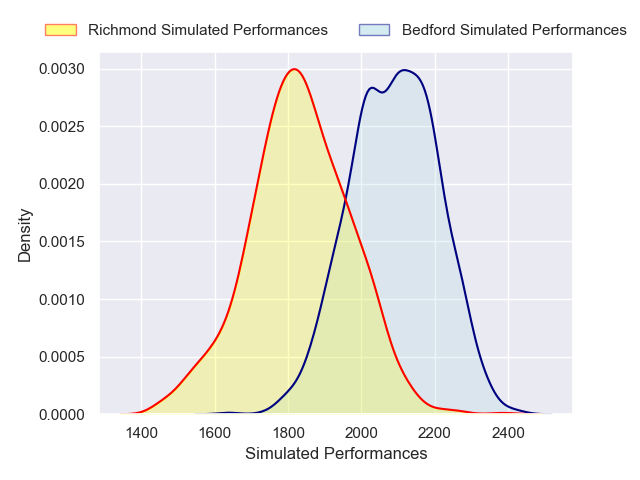 Richmond Simulated Performances
Bedford Simulated Performances
0.0030
0.0025
0.0020
0.0015
0.0010
0.0005
0.0000
Density
1400 1600 1800 2000 2200 2400
Simulated Performances